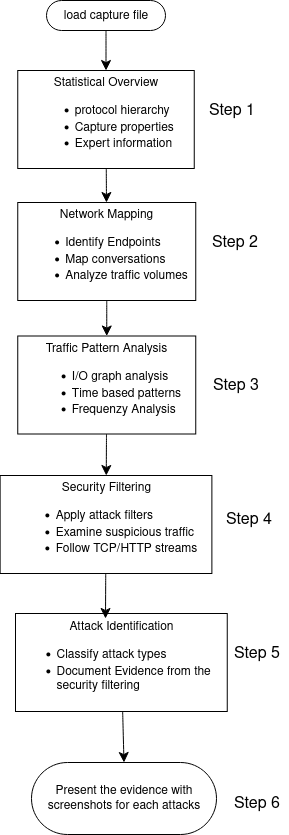 load capture file
Statistical Overview
• protocol hierarchy
• Capture properties
• Expert information
Step 1
Network Mapping
• Identify Endpoints
• Map conversations
• Analyze traffic volumes
Step 2
Traffic Pattern Analysis
• I/O graph analysis
• Time based patterns
• Frequenzy Analysis
Step 3
Security Filtering
• Apply attack filters
• Examine suspicious traffic
• Follow TCP/HTTP streams
Step 4
Attack Identification
• Classify attack types
• Document Evidence from the
security filtering
Step 5
Present the evidence with
screenshots for each attacks
Step 6